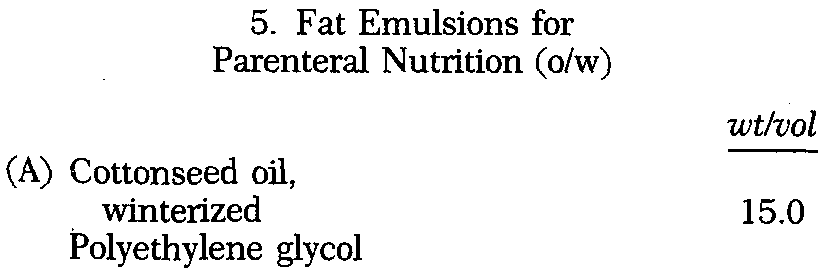 5. Fat Emulsions for
Parenteral Nutrition (o/w)
wt/vol
(A) Cottonseed oil,
winterized 15.0
Polyethylene glycol